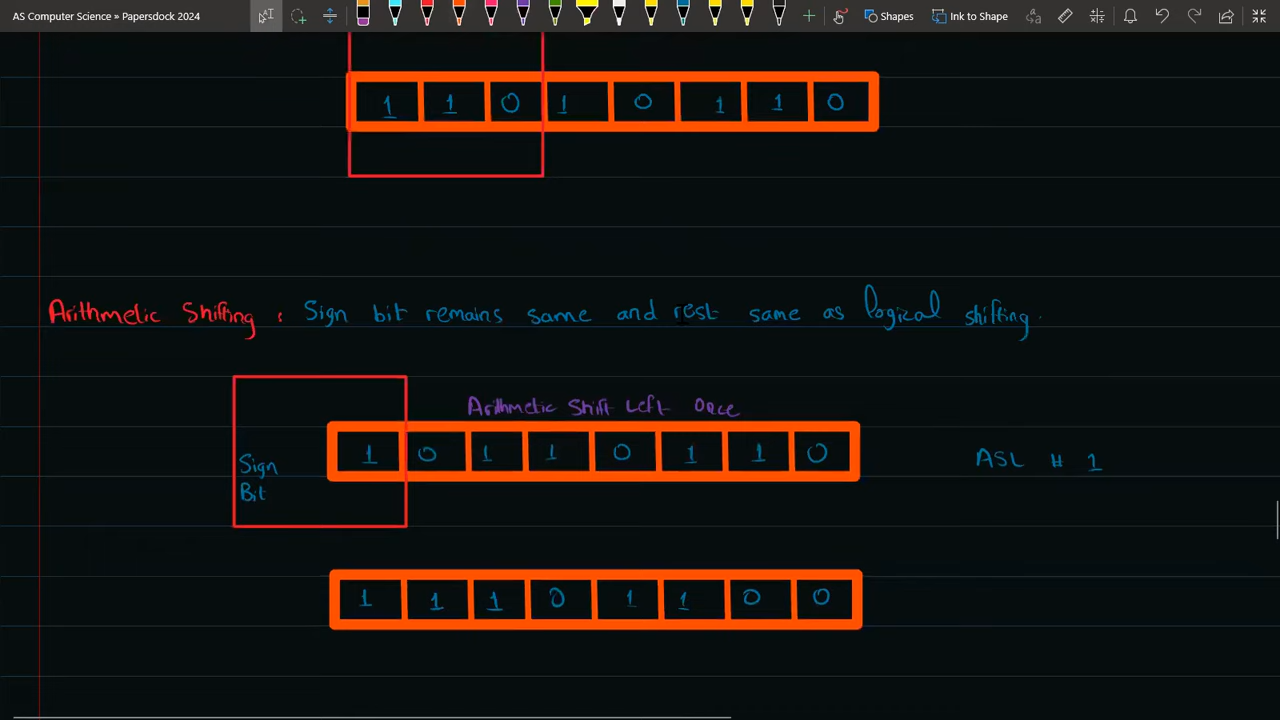 AS Computer Science » Papersdock 2024
Shapes
Ink to Shape
1 1 0 1 0 1 1 0
Arithmetic Shifting : Sign bit remains same and rest same as logical shifting.
Arithmetic Shift Left Once
1 0 1 1 0 1 1 0
Sign
Bit
ASL # 1
1 1 1 0 1 1 0 0